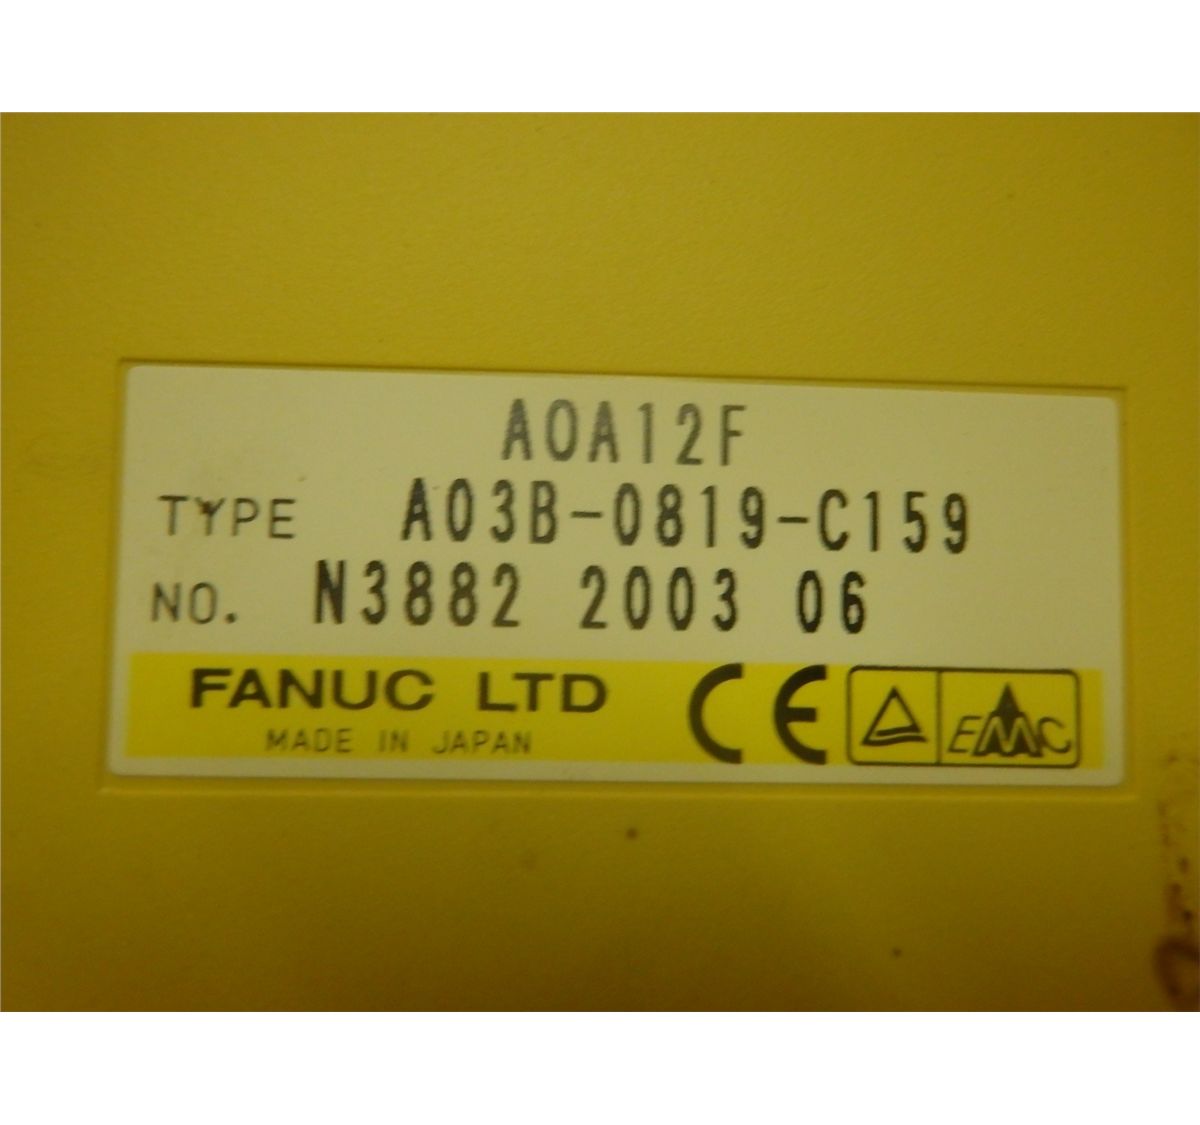 AOA12F
TYPE A03B-0819-C159
NO. N3882 2003 06
FANUC LTD
MADE IN JAPAN
CE
EMC